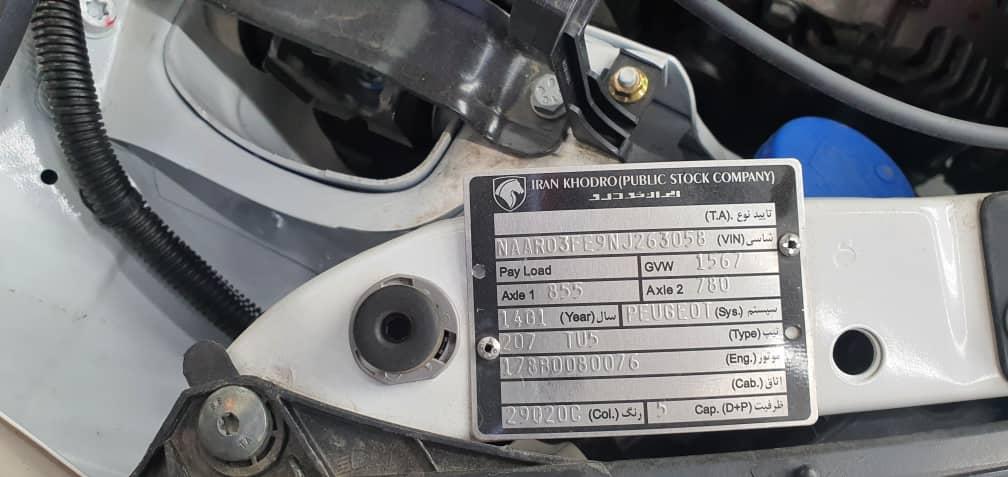 IRAN KHODRO(PUBLIC STOCK COMPANY)
ایران خودرو
تایید نوع .(T.A)
NAAR03FE9NJ263058 شاسی (VIN)
Pay Load GVW 1567
Axle 1 855 Axle 2 780
1401 سال (Year) PEUGEOT سیستم (Sys.)
207 TU5 تیپ (Type)
178B0080076 موتور (Eng.)
اتاق (Cab.)
29020C رنگ (Col.) 5 ظرفیت Cap. (D+P)